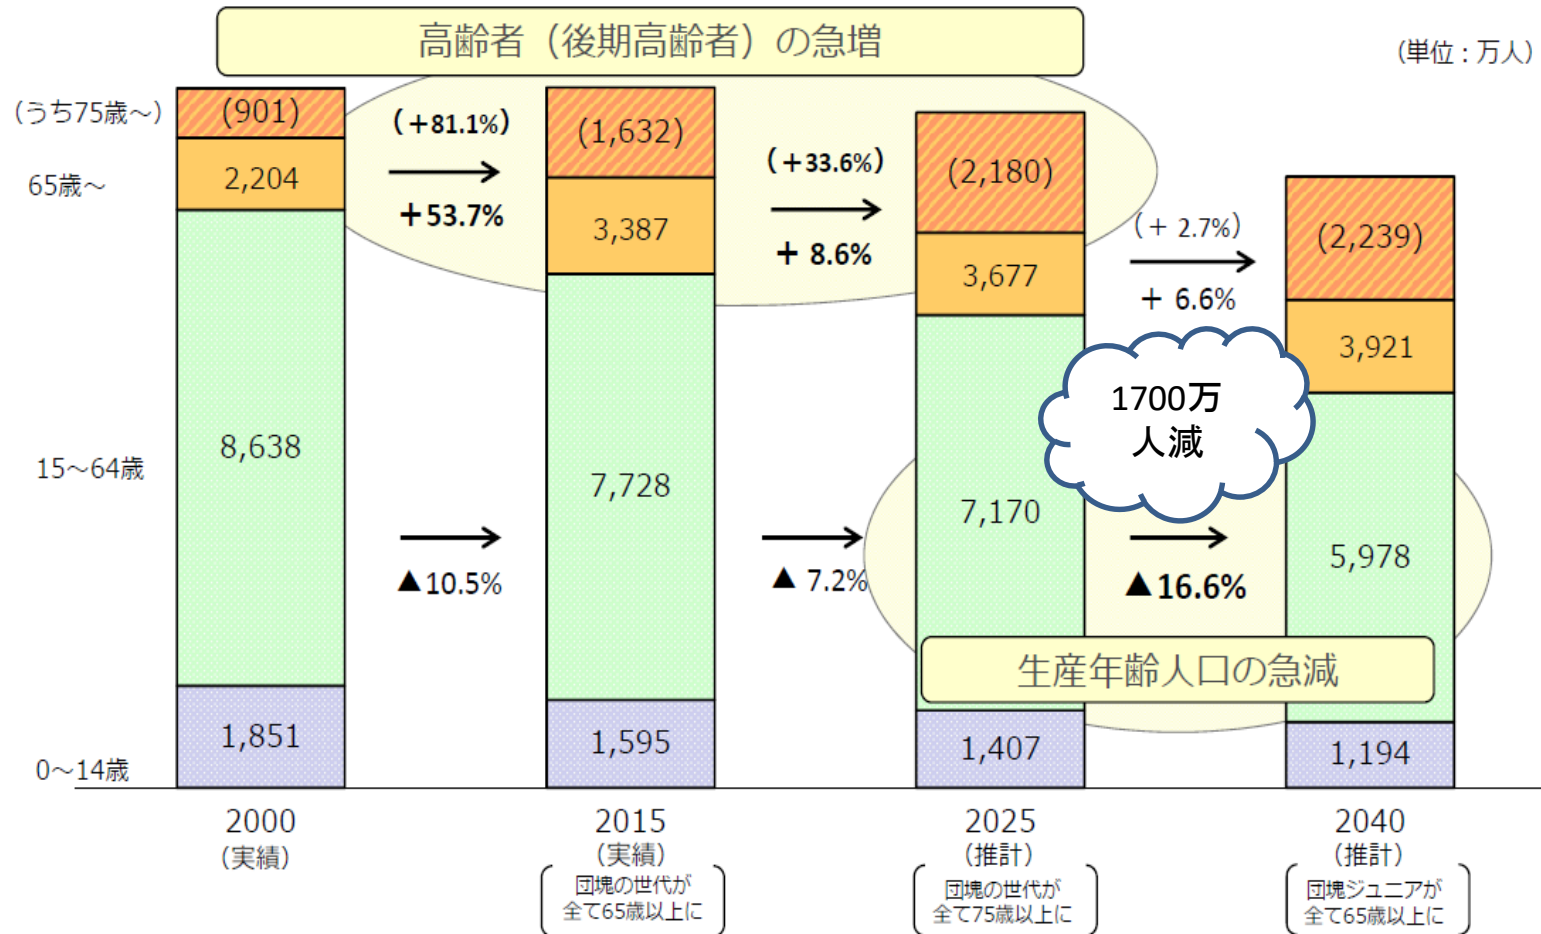 高齢者（後期高齢者）の急増
（単位：万人）
（うち75歳～）
65歳～
15～64歳
0～14歳
(901)
2,204
8,638
1,851
（＋81.1%）
＋53.7%
▲10.5%
(1,632)
3,387
7,728
1,595
（＋33.6%）
＋ 8.6%
▲ 7.2%
(2,180)
3,677
7,170
1,407
（＋ 2.7%）
＋ 6.6%
1700万
人減
▲16.6%
(2,239)
3,921
5,978
1,194
生産年齢人口の急減
2000
（実績）
2015
（実績）
団塊の世代が
全て65歳以上に
2025
（推計）
団塊の世代が
全て75歳以上に
2040
（推計）
団塊ジュニアが
全て65歳以上に